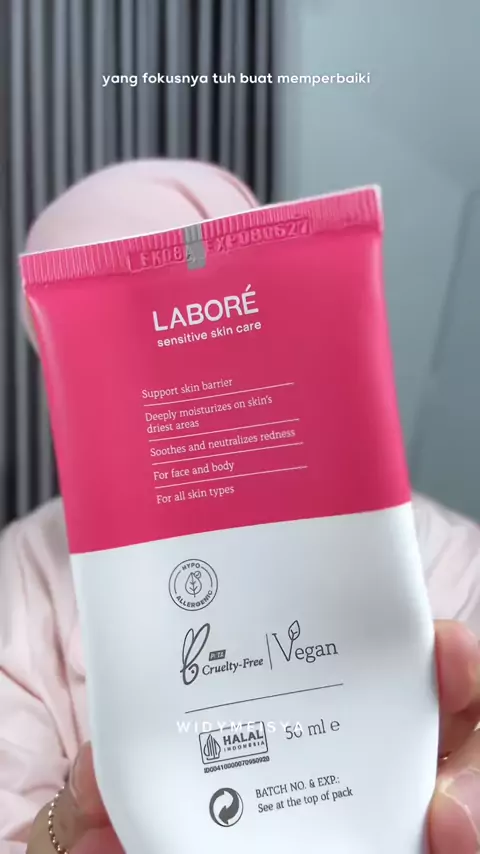 yang fokusnya tuh buat memperbaiki
EXP080627
LABORÉ
sensitive skin care
Support skin barrier
Deeply moisturizes on skin's
driest areas
Soothes and neutralizes redness
For face and body
For all skin types
HYPO
ALLERGENIC
PETA
Cruelty-Free
Vegan
WIDYMEISYA
50 ml e
HALAL
INDONESIA
BATCH NO. & EXP.:
See at the top of pack